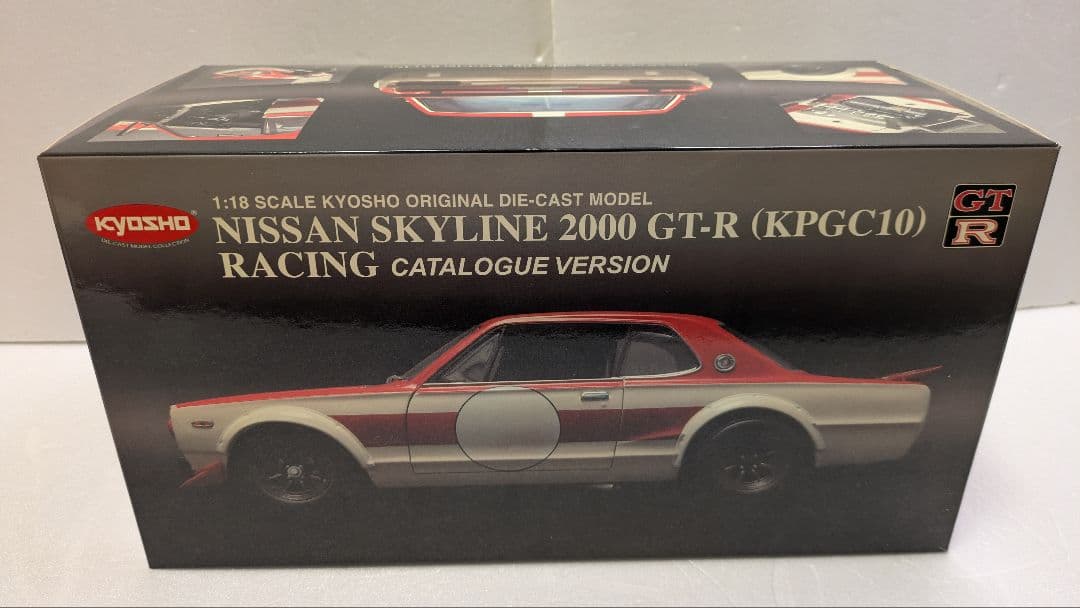 1:18 SCALE KYOSHO ORIGINAL DIE-CAST MODEL
KYOSHO®
DIE-CAST MODEL COLLECTION
NISSAN SKYLINE 2000 GT-R (KPGC10)
RACING CATALOGUE VERSION
GT
R